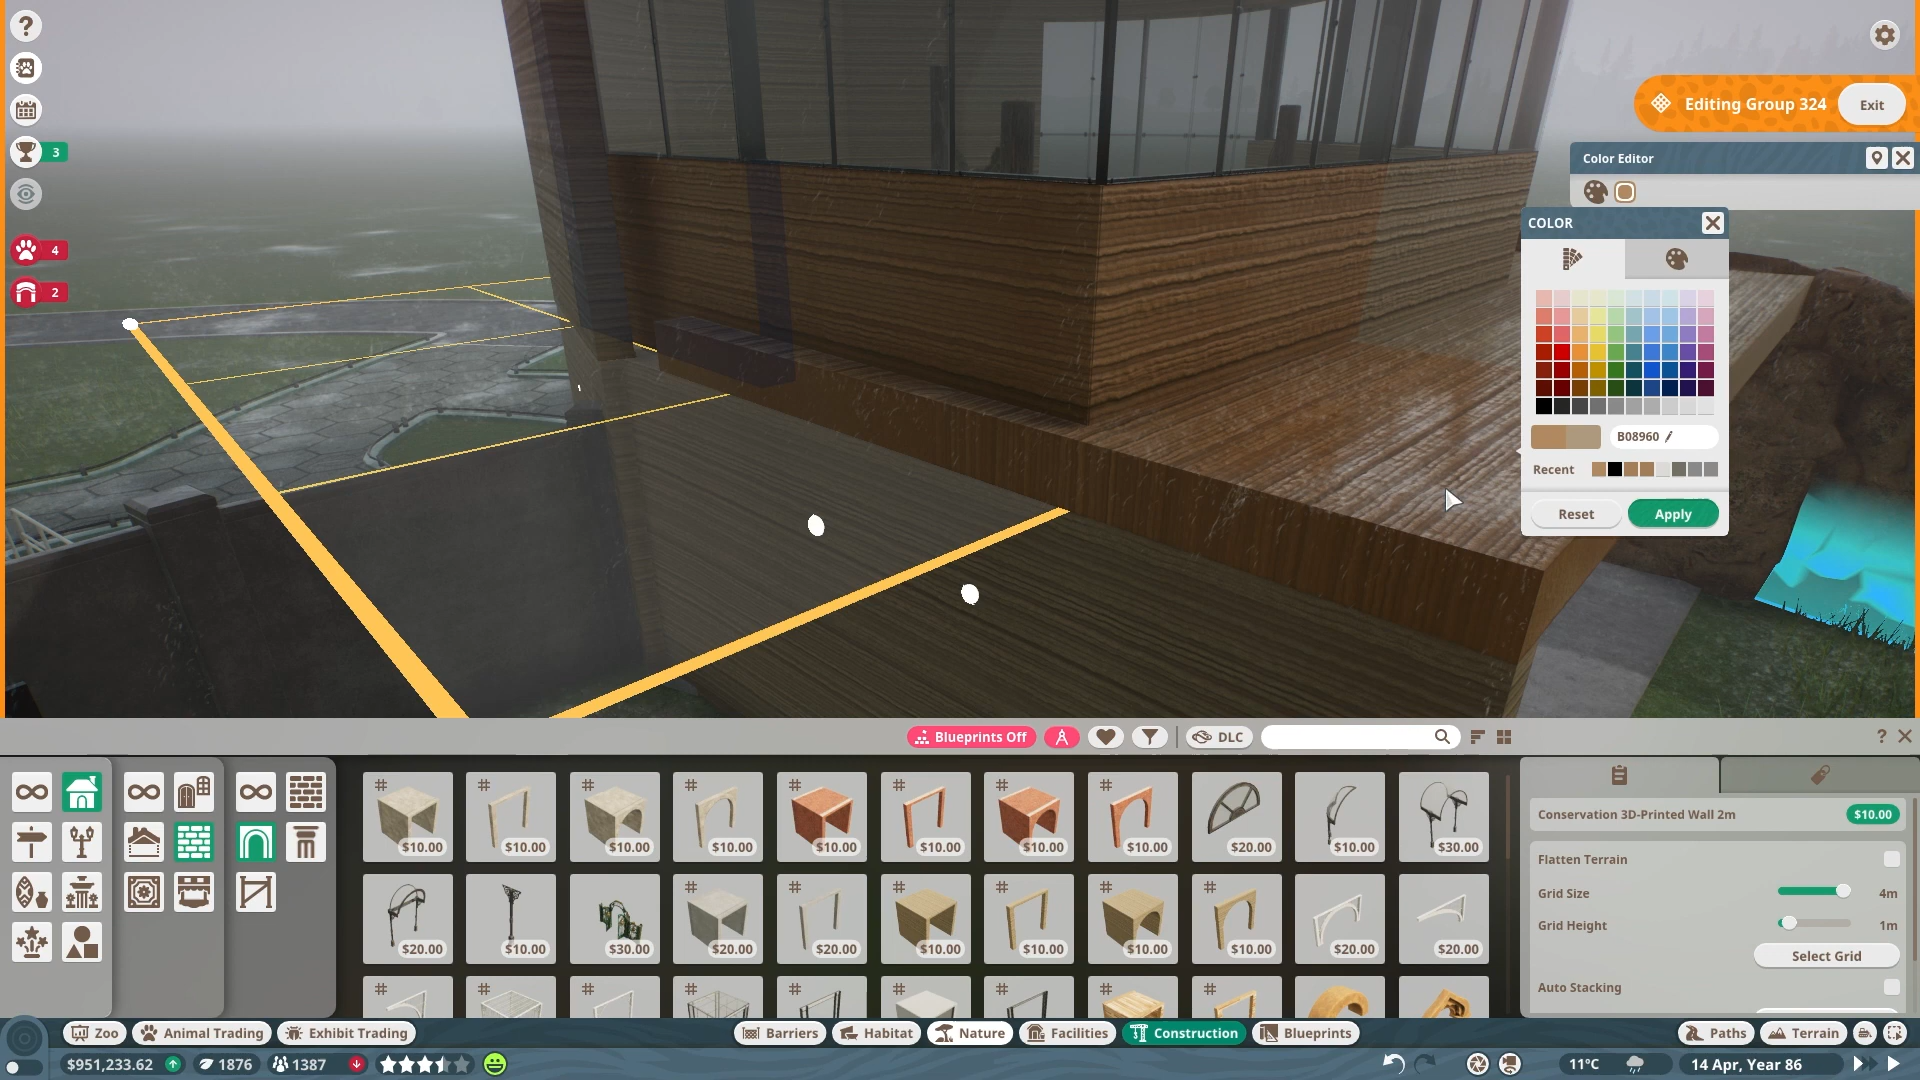 ?
Editing Group 324
Exit
3
Color Editor
COLOR
4
2
B08960
Recent
Reset
Apply
Blueprints Off
DLC
?
$10.00
$10.00
$10.00
$10.00
$10.00
$10.00
$10.00
$10.00
$20.00
$10.00
$30.00
$20.00
$10.00
$30.00
$20.00
$20.00
$10.00
$10.00
$10.00
$10.00
$20.00
$20.00
Conservation 3D-Printed Wall 2m
$10.00
Flatten Terrain
Grid Size
4m
Grid Height
1m
Select Grid
Auto Stacking
Zoo
Animal Trading
Exhibit Trading
Barriers
Habitat
Nature
Facilities
Construction
Blueprints
Paths
Terrain
$951,233.62
1876
1387
11°C
14 Apr, Year 86